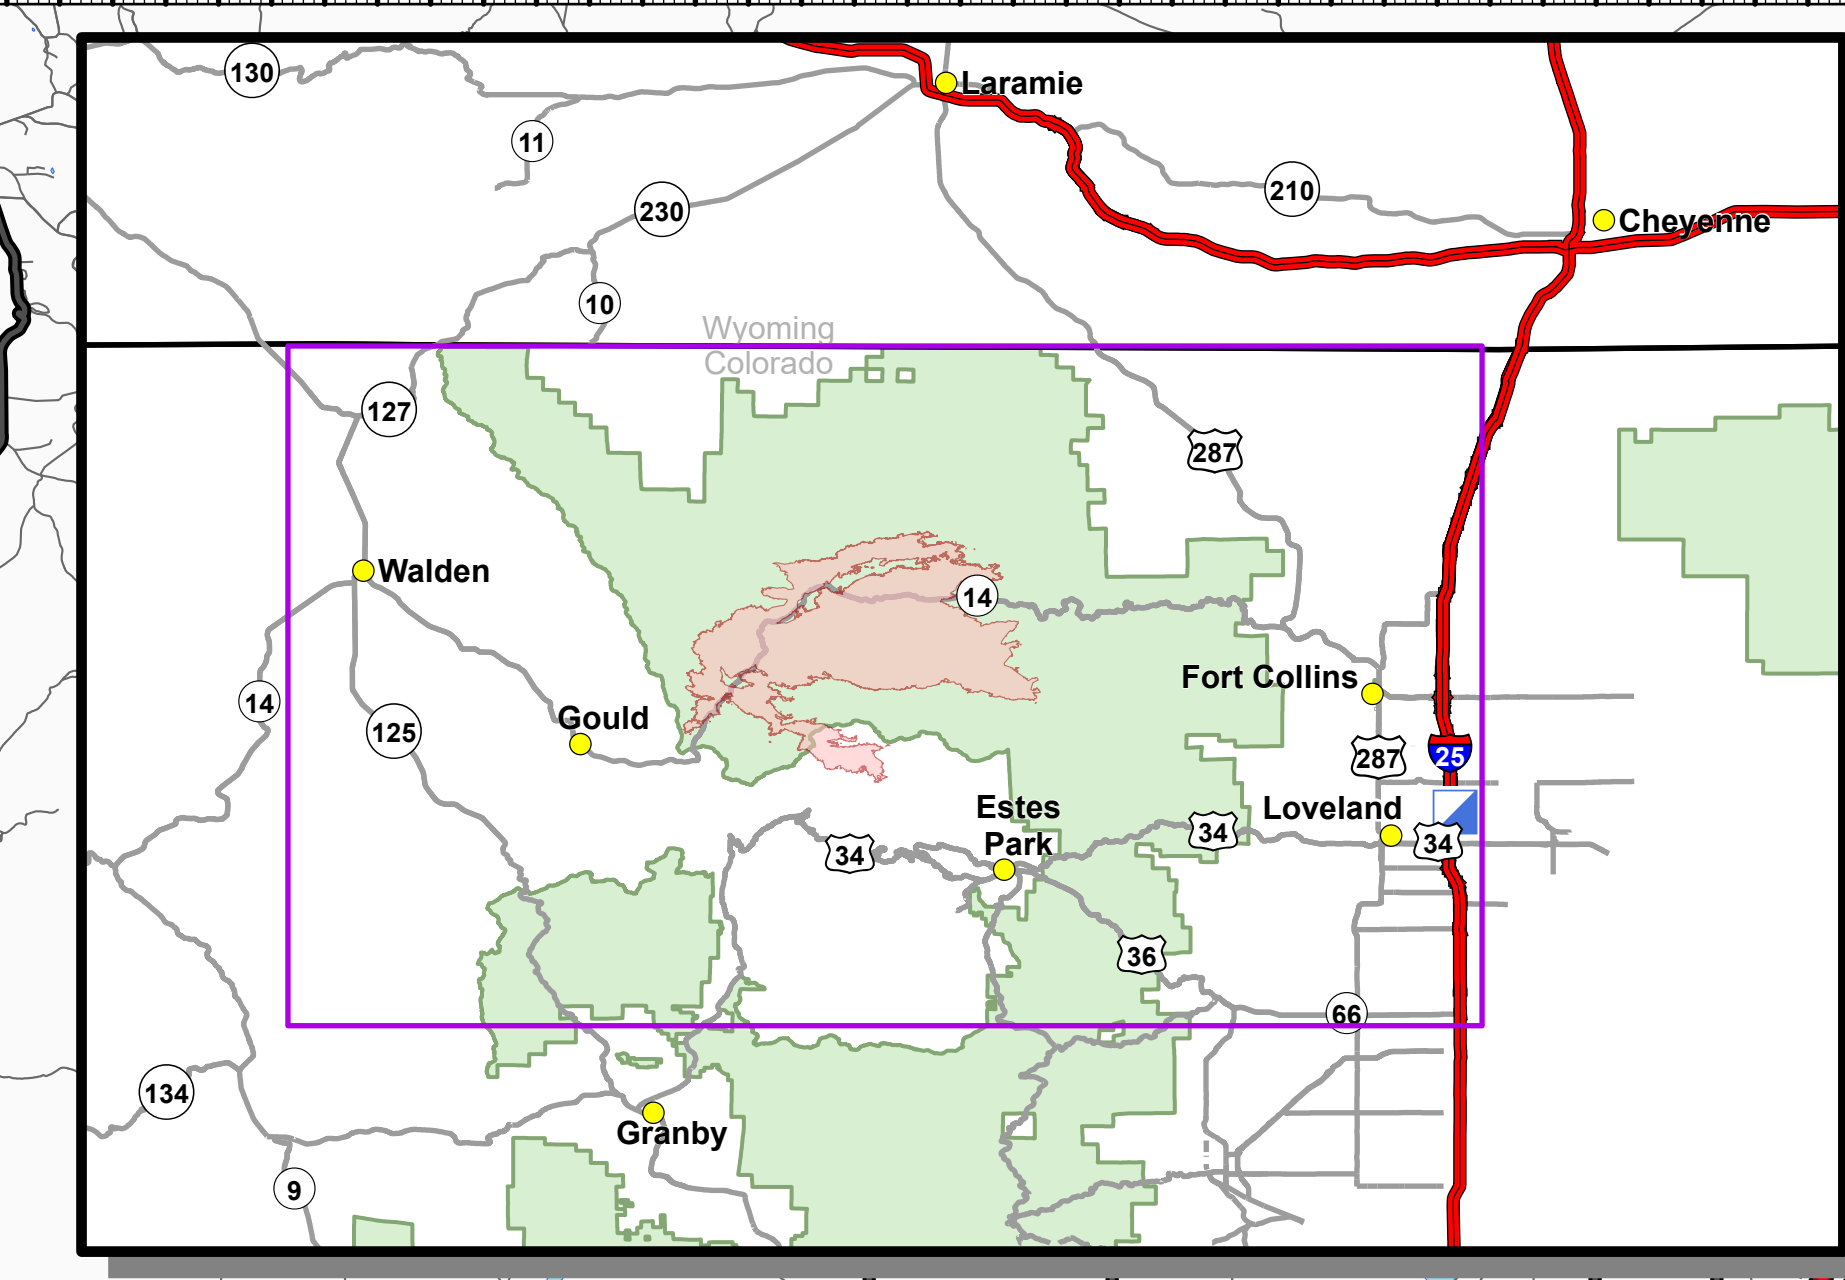 130
Laramie
11
210
230
Cheyenne
10
Wyoming
Colorado
127
287
Walden
14
Fort Collins
14
Gould
125
287
25
Estes
Park
Loveland
34
34
34
36
66
134
Granby
9